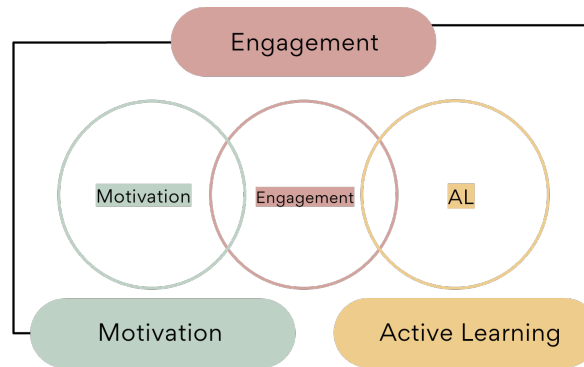 Engagement
Motivation
Engagement
AL
Motivation
Active Learning